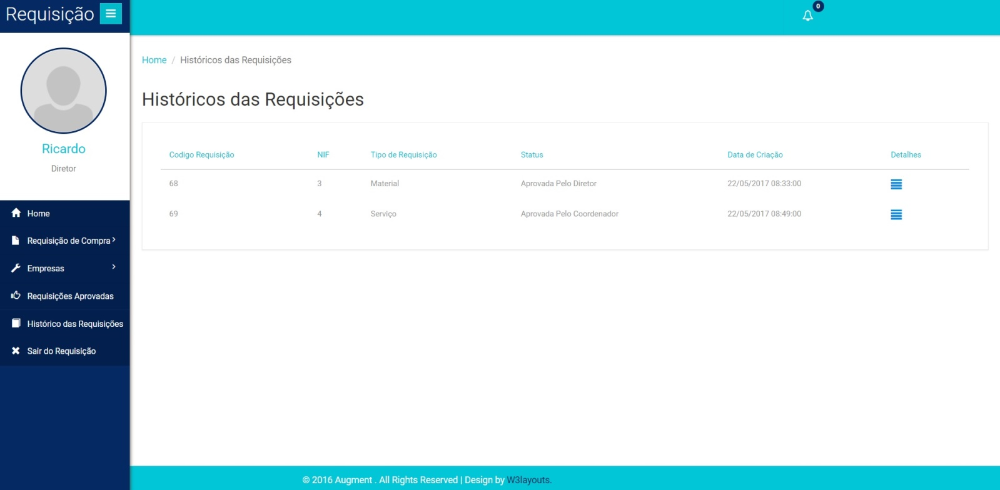 Requisição
0
Home / Históricos das Requisições
Históricos das Requisições
Ricardo
Diretor
Codigo Requisição NIF Tipo de Requisição Status Data de Criação Detalhes
68 3 Material Aprovada Pelo Diretor 22/05/2017 08:33:00
69 4 Serviço Aprovada Pelo Coordenador 22/05/2017 08:49:00
Home
Requisição de Compra
Empresas
Requisições Aprovadas
Histórico das Requisições
Sair do Requisição
© 2016 Augment . All Rights Reserved | Design by W3layouts.